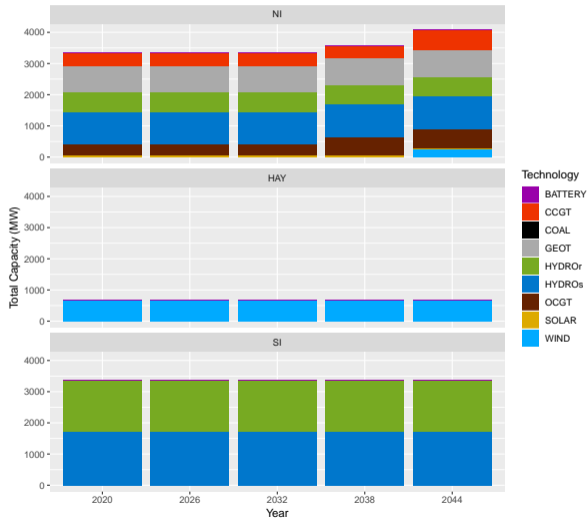 NI
4000
3000
2000
1000
0
HAY
4000
3000
2000
1000
0
SI
4000
3000
2000
1000
0
2020 2026 2032 2038 2044
Year
Total Capacity (MW)
Technology
BATTERY
CCGT
COAL
GEOT
HYDROr
HYDROs
OCGT
SOLAR
WIND